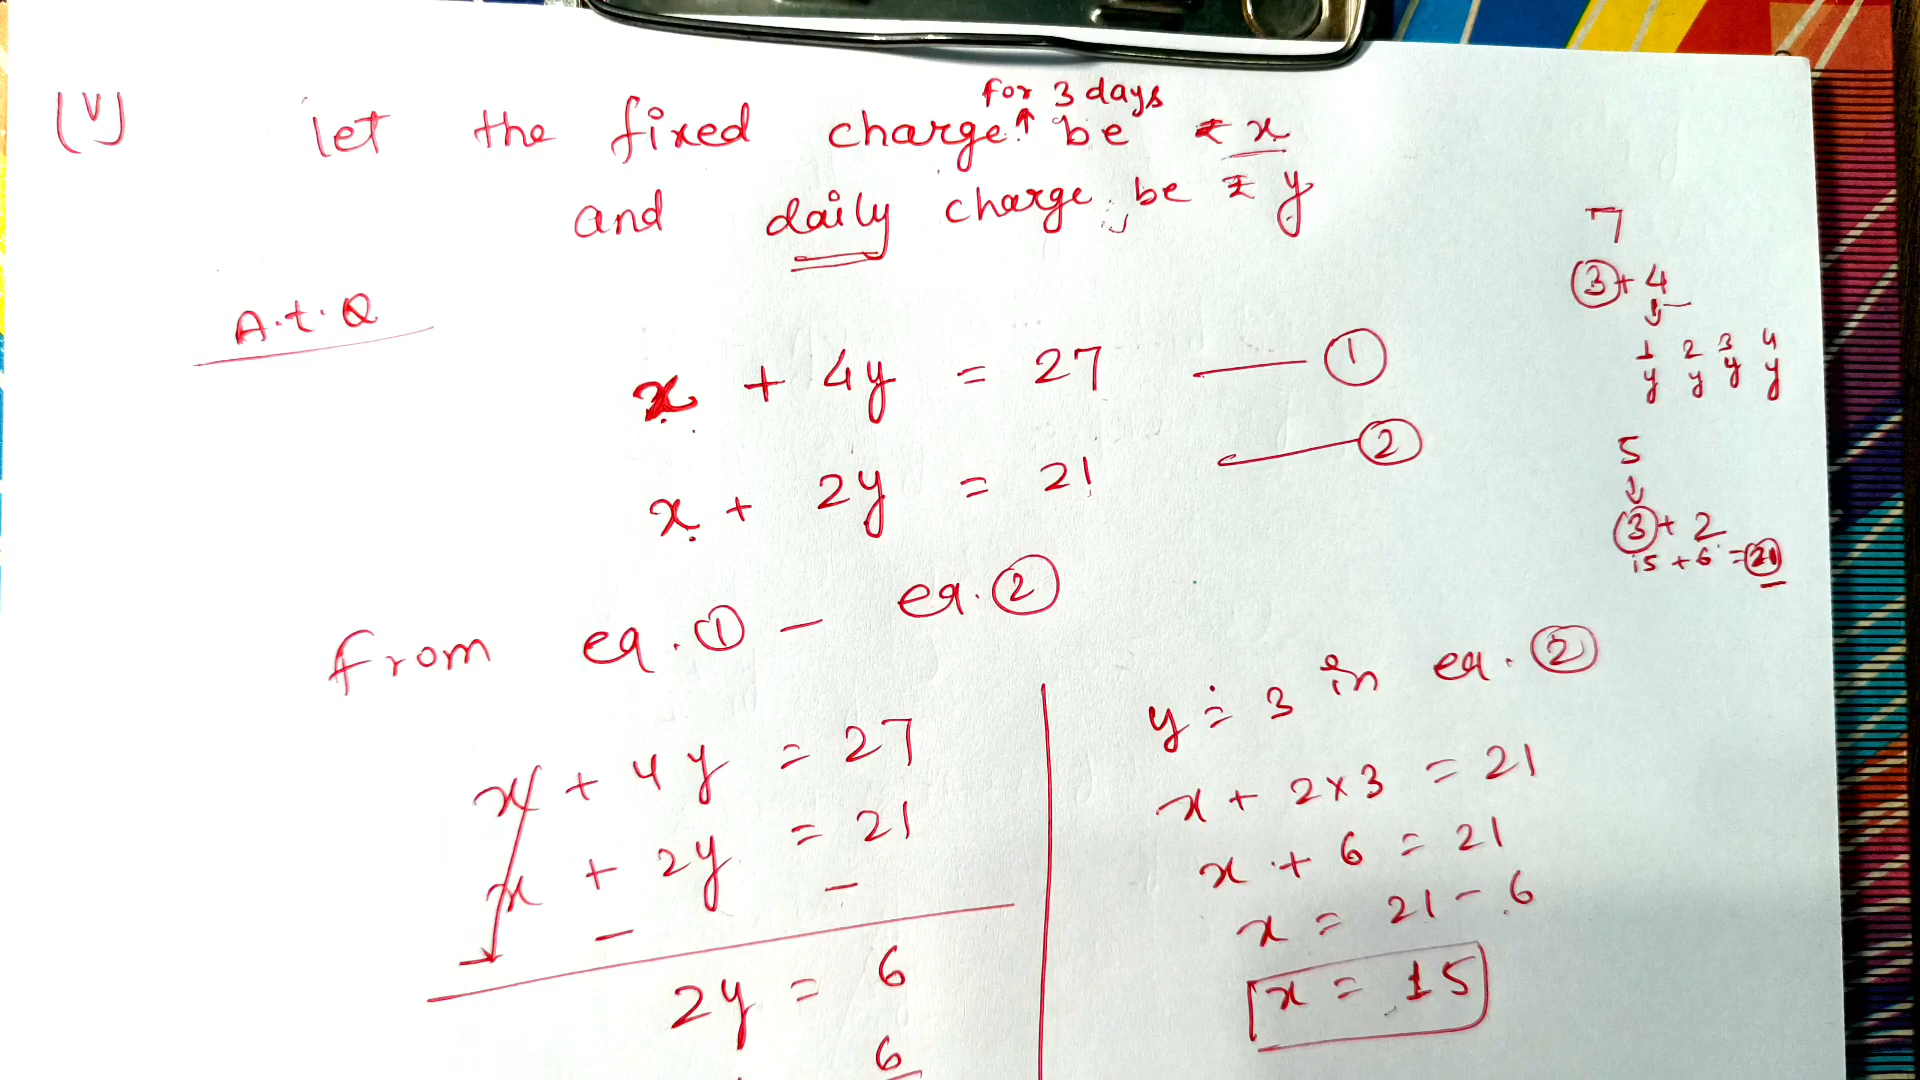 (V) let the fixed charge↑ be ₹ x
for 3 days
and daily charge be ₹ y
A.t.Q
x + 4y = 27 —— ①
x + 2y = 21 —— ②
7
③ + 4
↓
1 2 3 4
y y y y
5
↓
③ + 2
15 + 6 = 21
from eq. ① – eq. ②
x + 4y = 27
x + 2y = 21
– – –
2y = 6
6
y = 3 in eq. ②
x + 2×3 = 21
x + 6 = 21
x = 21 – 6
x = 15